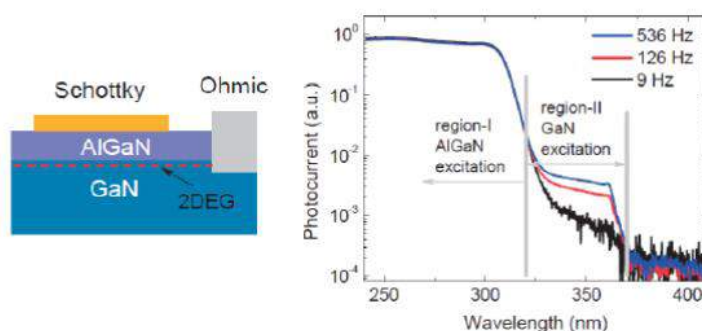 Schottky
Ohmic
AlGaN
GaN
2DEG
Photocurrent (a.u.)
10⁰
10⁻¹
10⁻²
10⁻³
10⁻⁴
536 Hz
126 Hz
9 Hz
region-I
AlGaN
excitation
region-II
GaN
excitation
250
300
350
400
Wavelength (nm)